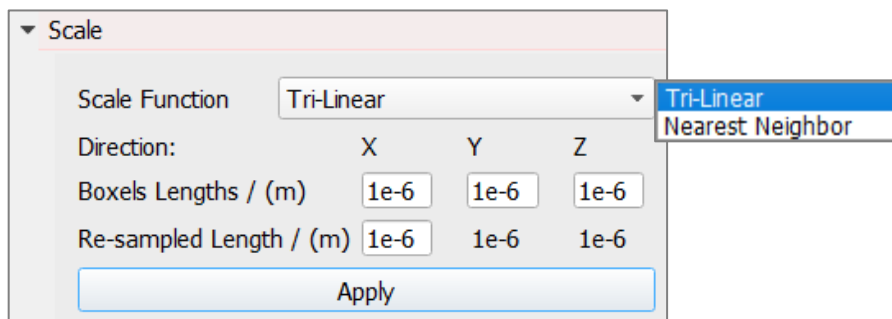 Scale
Scale Function Tri-Linear
Tri-Linear
Nearest Neighbor
Direction: X Y Z
Boxels Lengths / (m) 1e-6 1e-6 1e-6
Re-sampled Length / (m) 1e-6 1e-6 1e-6
Apply